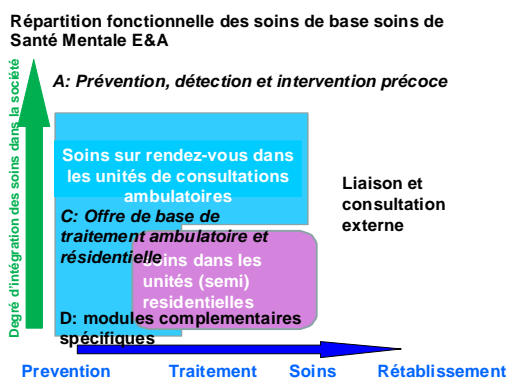 Répartition fonctionnelle des soins de base soins de
Santé Mentale E&A
Degré d'intégration des soins dans la société
A: Prévention, détection et intervention précoce
Soins sur rendez-vous dans
les unités de consultations
ambulatoires
Liaison et
consultation
externe
C: Offre de base de
traitement ambulatoire et
résidentielle
soins dans les
unités (semi)
residentielles
D: modules complementaires
spécifiques
Prevention Traitement Soins Rétablissement